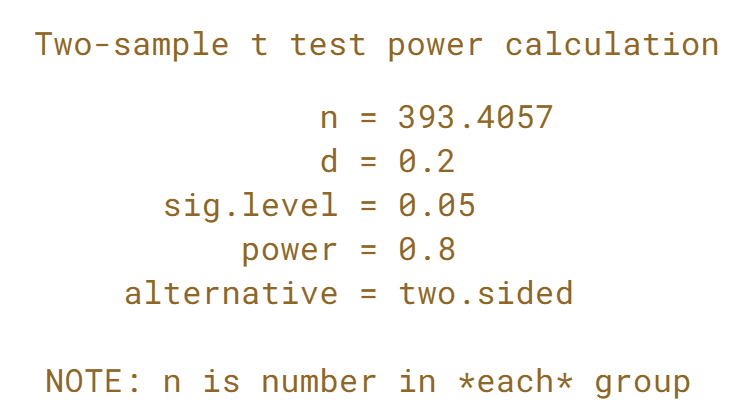 Two-sample t test power calculation
n = 393.4057
d = 0.2
sig.level = 0.05
power = 0.8
alternative = two.sided
NOTE: n is number in *each* group